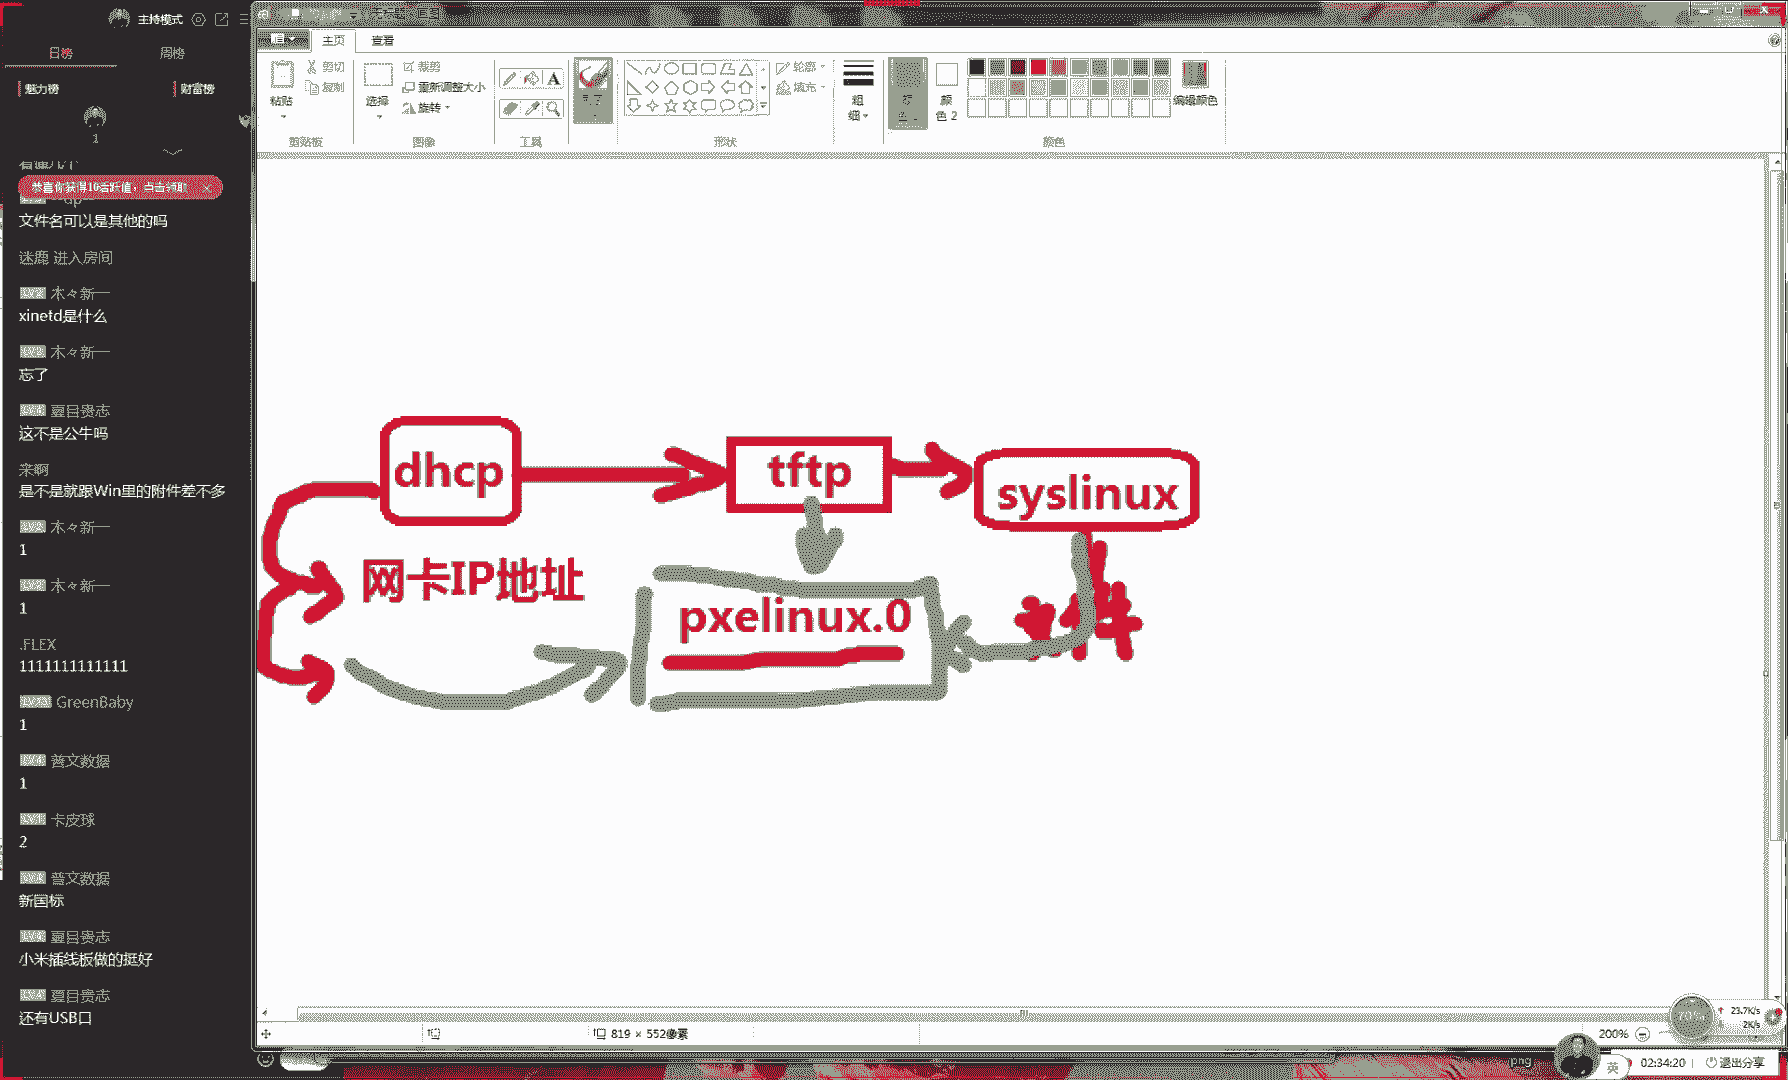 主持模式
日榜
周榜
魅力榜
财富榜
1
恭喜你获得10活跃值，点击领取
文件名可以是其他的吗
迷鹿 进入房间
木々新一
xinetd是什么
木々新一
忘了
夏目贵志
这不是公牛吗
来啊
是不是就跟Win里的附件差不多
木々新一
1
木々新一
1
.FLEX
1111111111111
GreenBaby
1
普文数据
1
卡皮球
2
普文数据
新国标
夏目贵志
小米插线板做的挺好
夏目贵志
还有USB口
主页
查看
粘贴
剪切
复制
剪贴板
选择
裁剪
重新调整大小
旋转
图像
A
工具
轮廓
填充
形状
粗
细
颜
色 2
编辑颜色
颜色
dhcp
tftp
syslinux
网卡IP地址
pxelinux.0
文件
819 × 552像素
200%
70%
23.7K/s
2K/s
png
英
02:34:20
退出分享